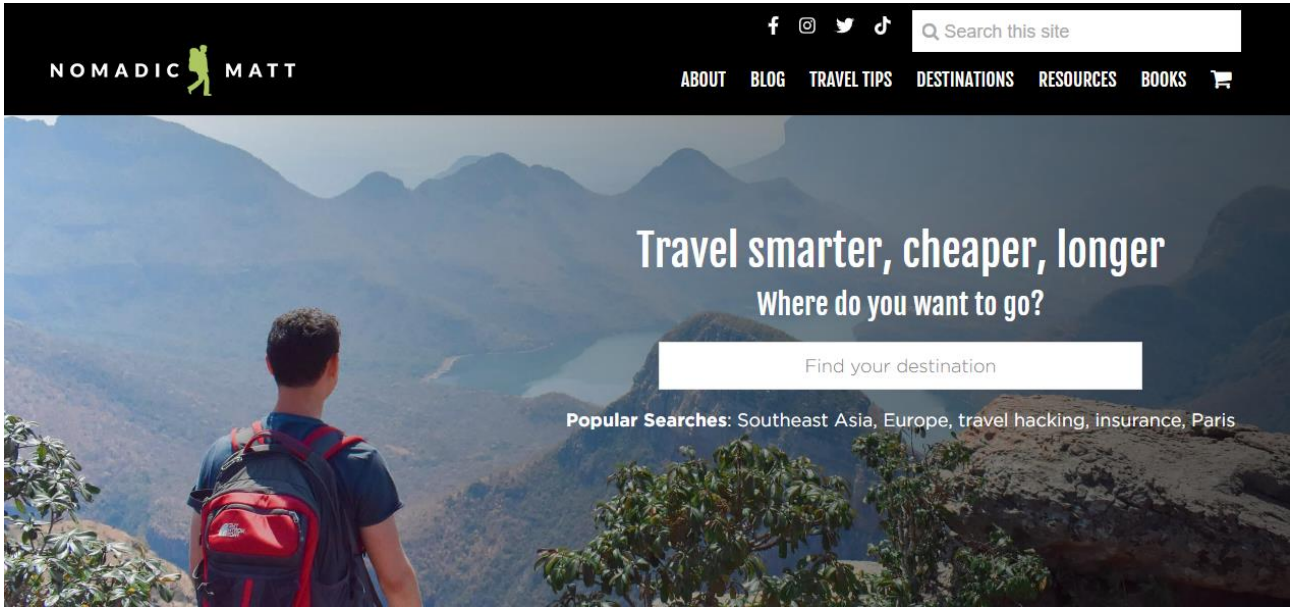 Search this site
NOMADIC MATT
ABOUT BLOG TRAVEL TIPS DESTINATIONS RESOURCES BOOKS
Travel smarter, cheaper, longer
Where do you want to go?
Find your destination
Popular Searches: Southeast Asia, Europe, travel hacking, insurance, Paris